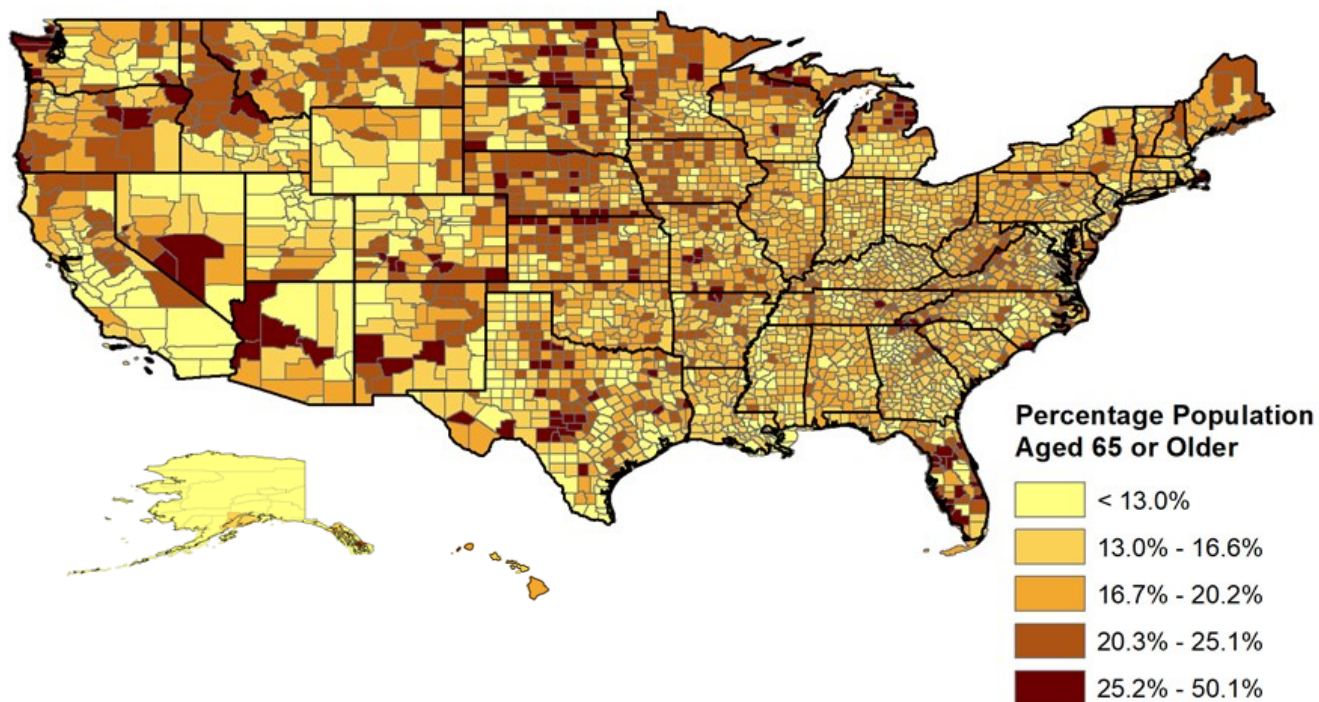 Percentage Population
Aged 65 or Older
< 13.0%
13.0% - 16.6%
16.7% - 20.2%
20.3% - 25.1%
25.2% - 50.1%